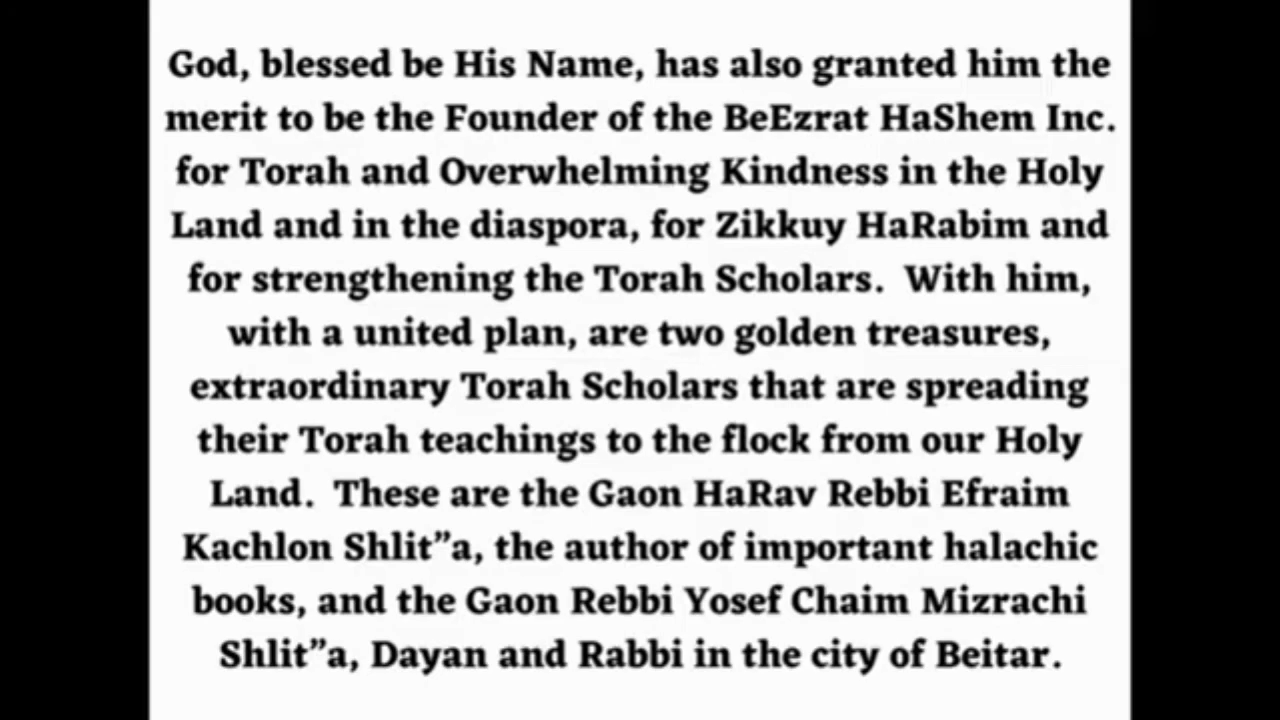 God, blessed be His Name, has also granted him the
merit to be the Founder of the BeEzrat HaShem Inc.
for Torah and Overwhelming Kindness in the Holy
Land and in the diaspora, for Zikkuy HaRabim and
for strengthening the Torah Scholars.  With him,
with a united plan, are two golden treasures,
extraordinary Torah Scholars that are spreading
their Torah teachings to the flock from our Holy
Land.  These are the Gaon HaRav Rebbi Efraim
Kachlon Shlit”a, the author of important halachic
books, and the Gaon Rebbi Yosef Chaim Mizrachi
Shlit”a, Dayan and Rabbi in the city of Beitar.